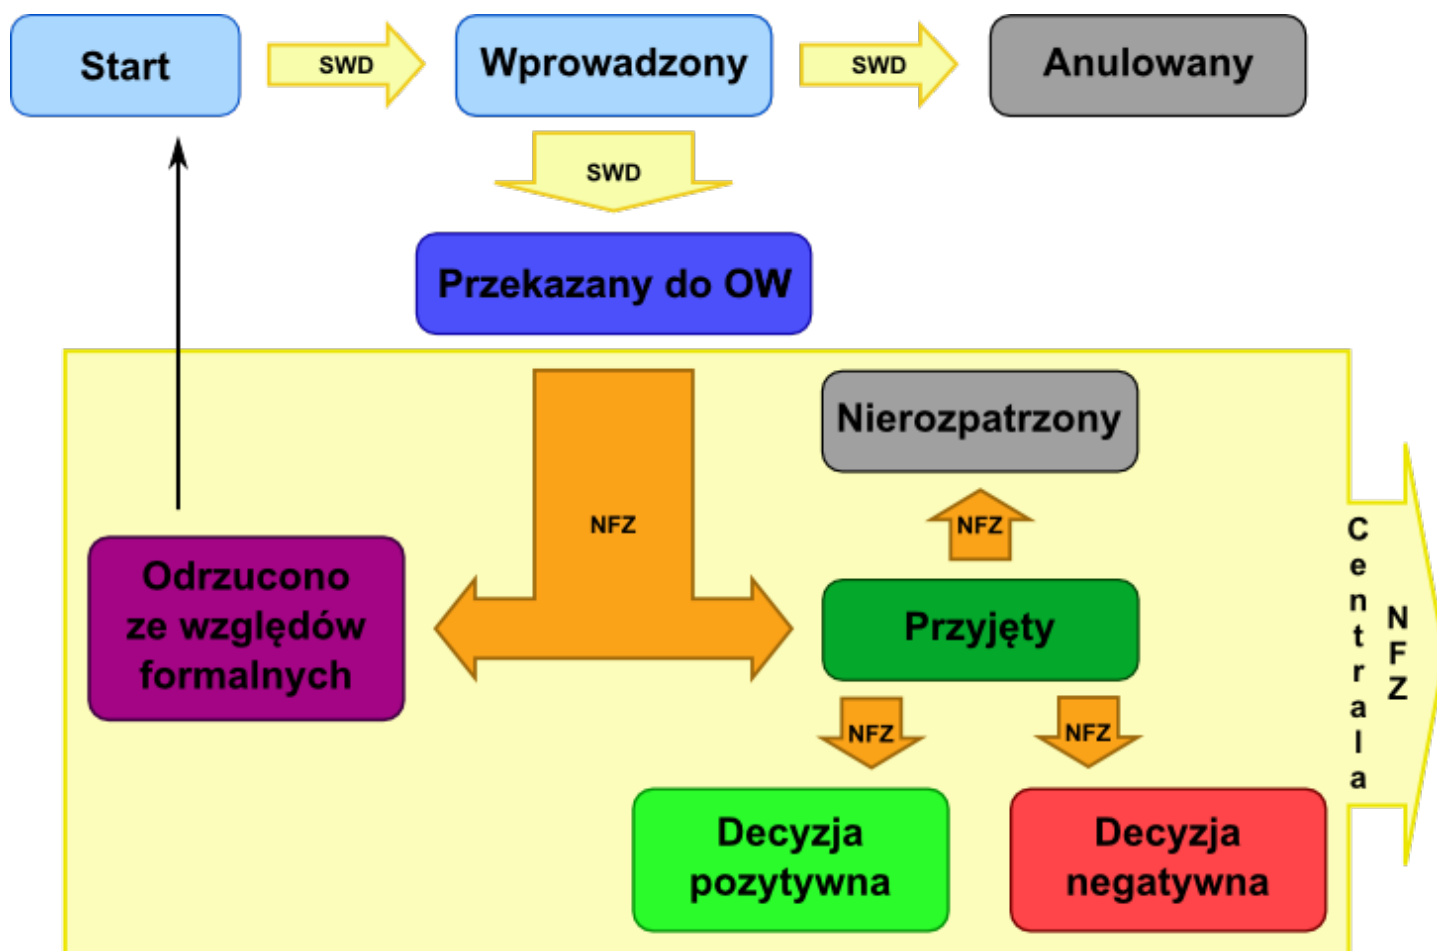 Start
SWD
Wprowadzony
SWD
Anulowany
SWD
Przekazany do OW
NFZ
Nierozpatrzony
NFZ
Przyjęty
Odrzucono
ze względów
formalnych
NFZ
NFZ
Decyzja
pozytywna
Decyzja
negatywna
Centrala
NFZ